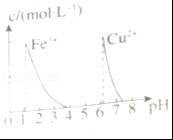 c/(mol·L⁻¹)
Fe³⁺ Cu²⁺
0 1 2 3 4 5 6 7 8 pH